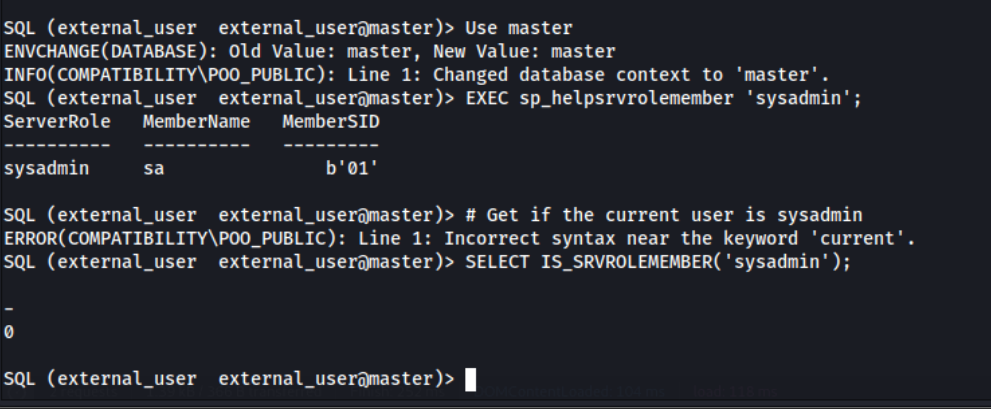 SQL (external_user  external_user@master)> Use master
ENVCHANGE(DATABASE): Old Value: master, New Value: master
INFO(COMPATIBILITY\POO_PUBLIC): Line 1: Changed database context to 'master'.
SQL (external_user  external_user@master)> EXEC sp_helpsrvrolemember 'sysadmin';
ServerRole   MemberName   MemberSID
----------   ----------   ---------
sysadmin     sa               b'01'
SQL (external_user  external_user@master)> # Get if the current user is sysadmin
ERROR(COMPATIBILITY\POO_PUBLIC): Line 1: Incorrect syntax near the keyword 'current'.
SQL (external_user  external_user@master)> SELECT IS_SRVROLEMEMBER('sysadmin');
-
0
SQL (external_user  external_user@master)>